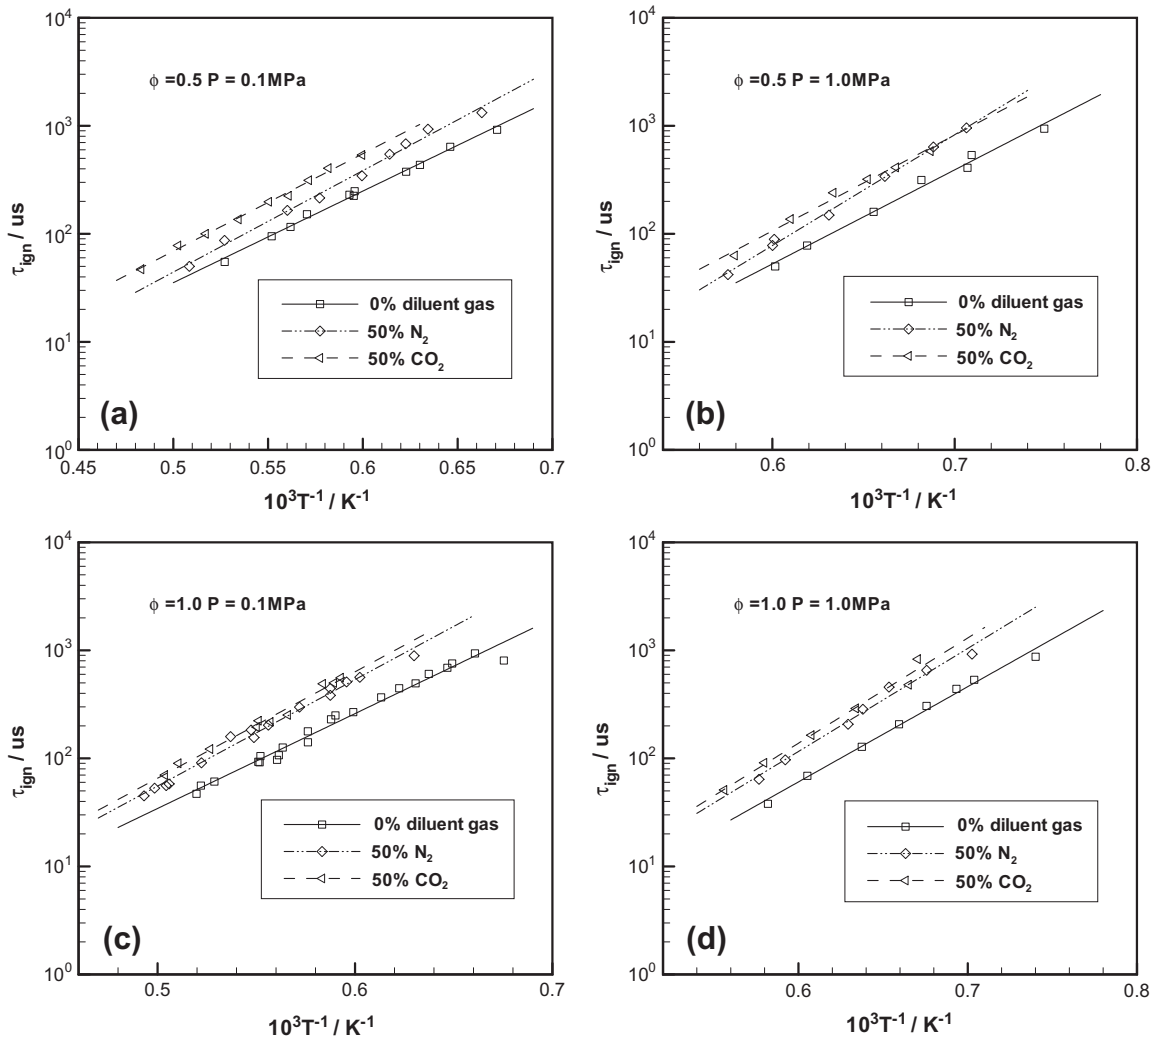 10⁴
ϕ =0.5 P = 0.1MPa
10³
τign / us
10²
0% diluent gas
50% N₂
10¹
50% CO₂
(a)
10⁰
0.45 0.5 0.55 0.6 0.65 0.7
10³T⁻¹ / K⁻¹
10⁴
ϕ =0.5 P = 1.0MPa
10³
τign / us
10²
0% diluent gas
50% N₂
10¹
50% CO₂
(b)
10⁰
0.6 0.7 0.8
10³T⁻¹ / K⁻¹
10⁴
ϕ =1.0 P = 0.1MPa
10³
τign / us
10²
0% diluent gas
50% N₂
10¹
50% CO₂
(c)
10⁰
0.5 0.6 0.7
10³T⁻¹ / K⁻¹
10⁴
ϕ =1.0 P = 1.0MPa
10³
τign / us
10²
0% diluent gas
50% N₂
10¹
50% CO₂
(d)
10⁰
0.6 0.7 0.8
10³T⁻¹ / K⁻¹